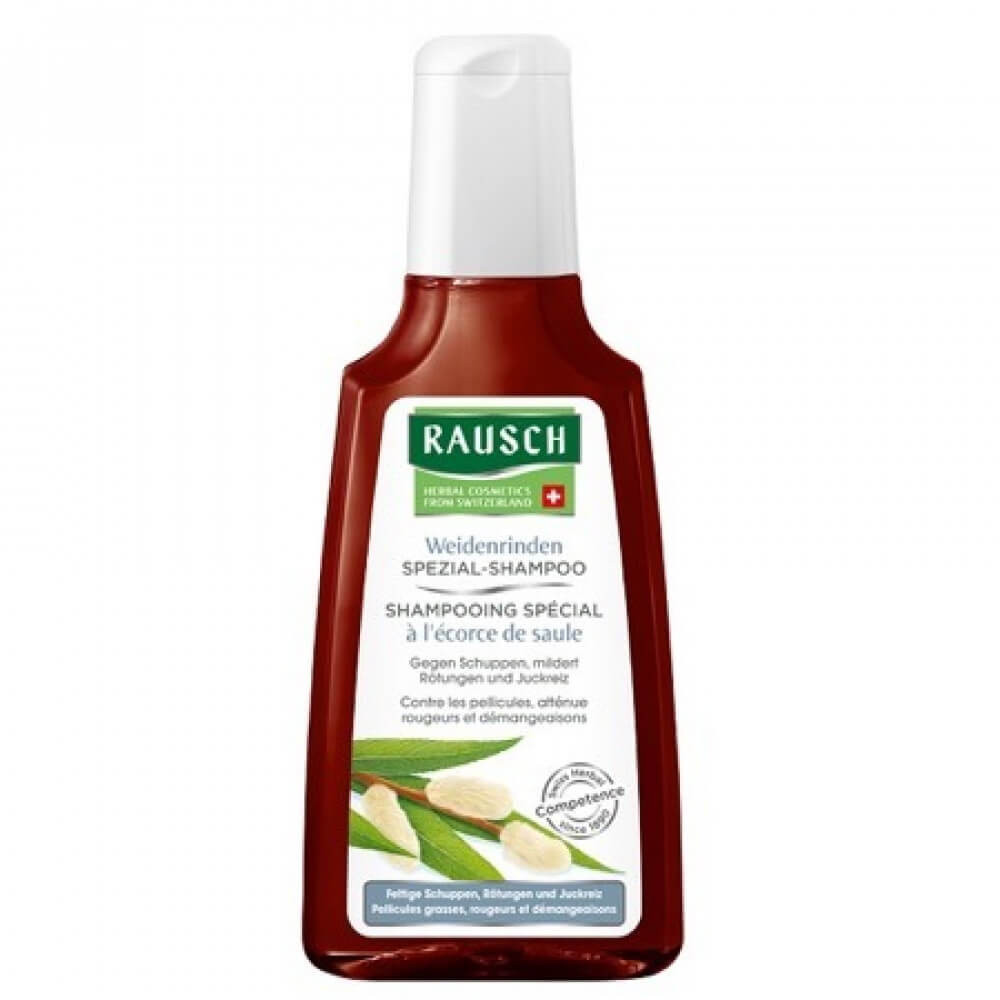 RAUSCH
HERBAL COSMETICS
FROM SWITZERLAND
Weidenrinden
SPEZIAL-SHAMPOO
SHAMPOOING SPÉCIAL
à l'écorce de saule
Gegen Schuppen, mildert
Rötungen und Juckreiz
Contre les pellicules, atténue
rougeurs et démangeaisons
Swiss Herbal
Competence
since 1890
Fettige Schuppen, Rötungen und Juckreiz
Pellicules grasses, rougeurs et démangeaisons